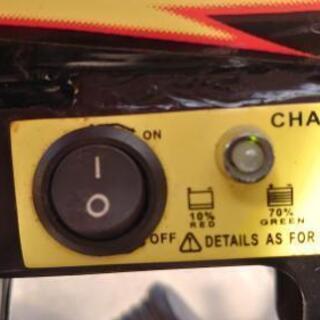 CHA
ON
I
O
10%
RED
70%
GREEN
OFF ⚠ DETAILS AS FOR